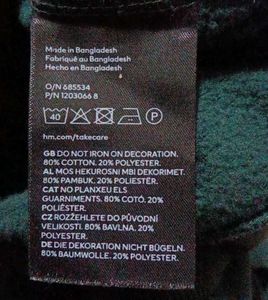 Made in Bangladesh
Fabriqué au Bangladesh
Hecho en Bangladesh
O/N 685534
P/N 1203066 8
40
P
hm.com/takecare
GB DO NOT IRON ON DECORATION.
80% COTTON. 20% POLYESTER.
AL MOS HEKUROSNI MBI DEKORIMET.
80% PAMBUK. 20% POLIESTËR.
CAT NO PLANXEU ELS
GUARNIMENTS. 80% COTÓ. 20%
POLIÈSTER.
CZ ROZŽEHLETE DO PŮVODNÍ
VELIKOSTI. 80% BAVLNA. 20%
POLYESTER.
DE DIE DEKORATION NICHT BÜGELN.
80% BAUMWOLLE. 20% POLYESTER.